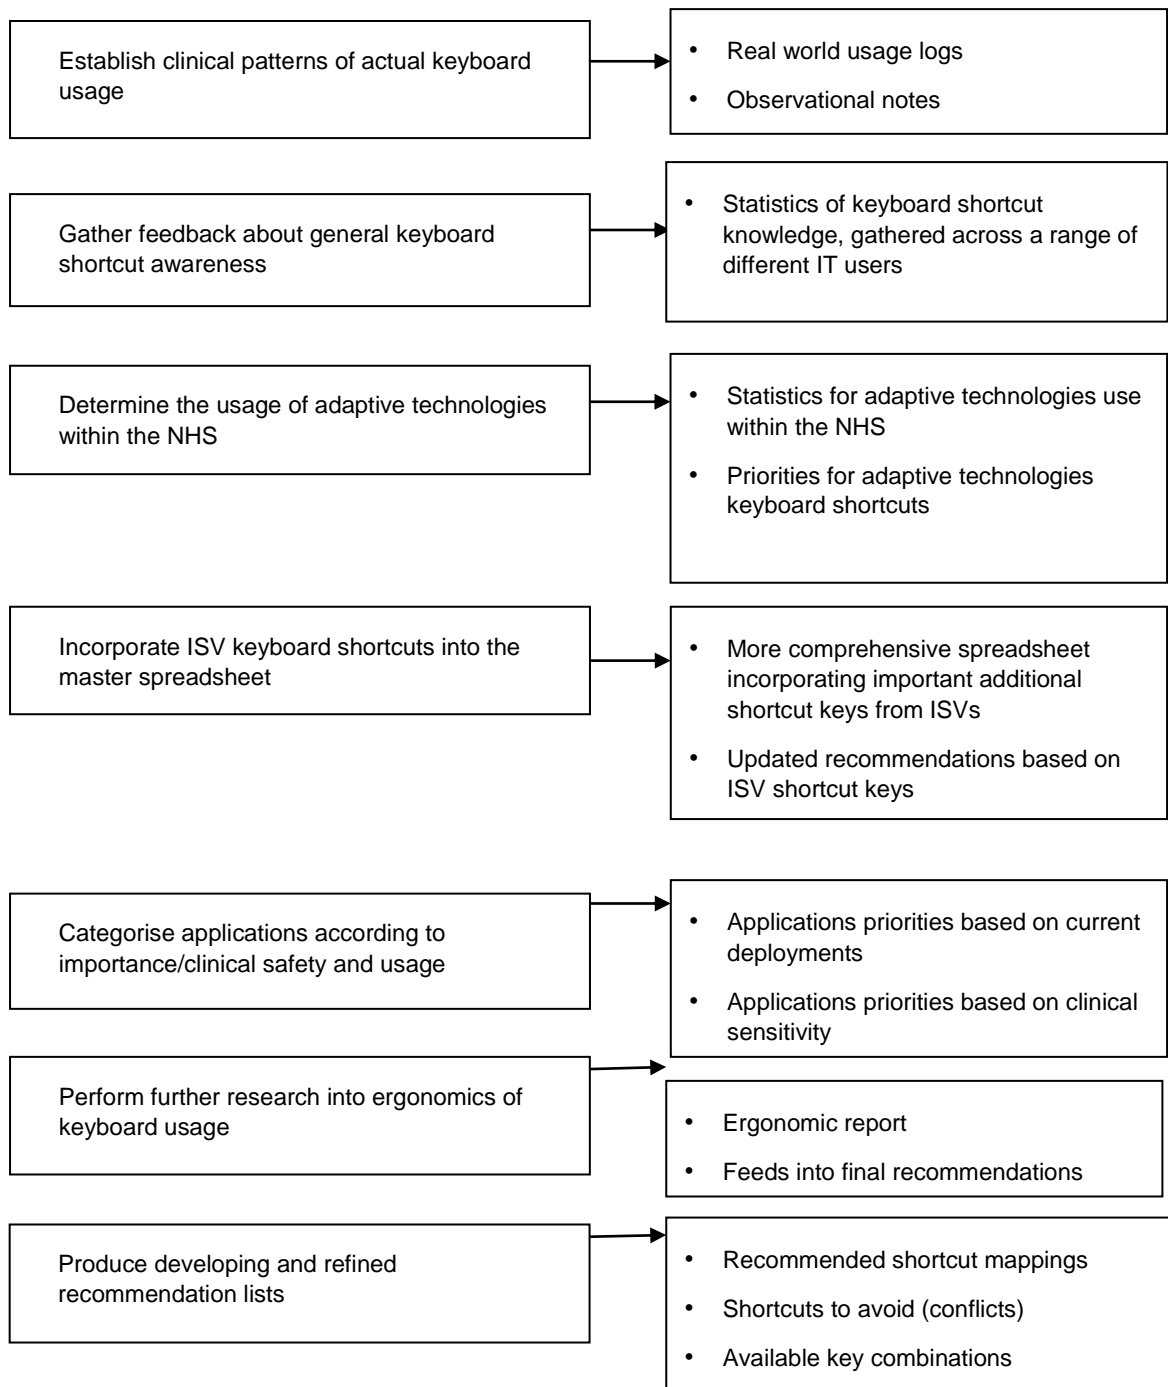 Establish clinical patterns of actual keyboard
usage
• Real world usage logs
• Observational notes
Gather feedback about general keyboard
shortcut awareness
• Statistics of keyboard shortcut
knowledge, gathered across a range of
different IT users
Determine the usage of adaptive technologies
within the NHS
• Statistics for adaptive technologies use
within the NHS
• Priorities for adaptive technologies
keyboard shortcuts
Incorporate ISV keyboard shortcuts into the
master spreadsheet
• More comprehensive spreadsheet
incorporating important additional
shortcut keys from ISVs
• Updated recommendations based on
ISV shortcut keys
Categorise applications according to
importance/clinical safety and usage
• Applications priorities based on current
deployments
• Applications priorities based on clinical
sensitivity
Perform further research into ergonomics of
keyboard usage
• Ergonomic report
• Feeds into final recommendations
Produce developing and refined
recommendation lists
• Recommended shortcut mappings
• Shortcuts to avoid (conflicts)
• Available key combinations